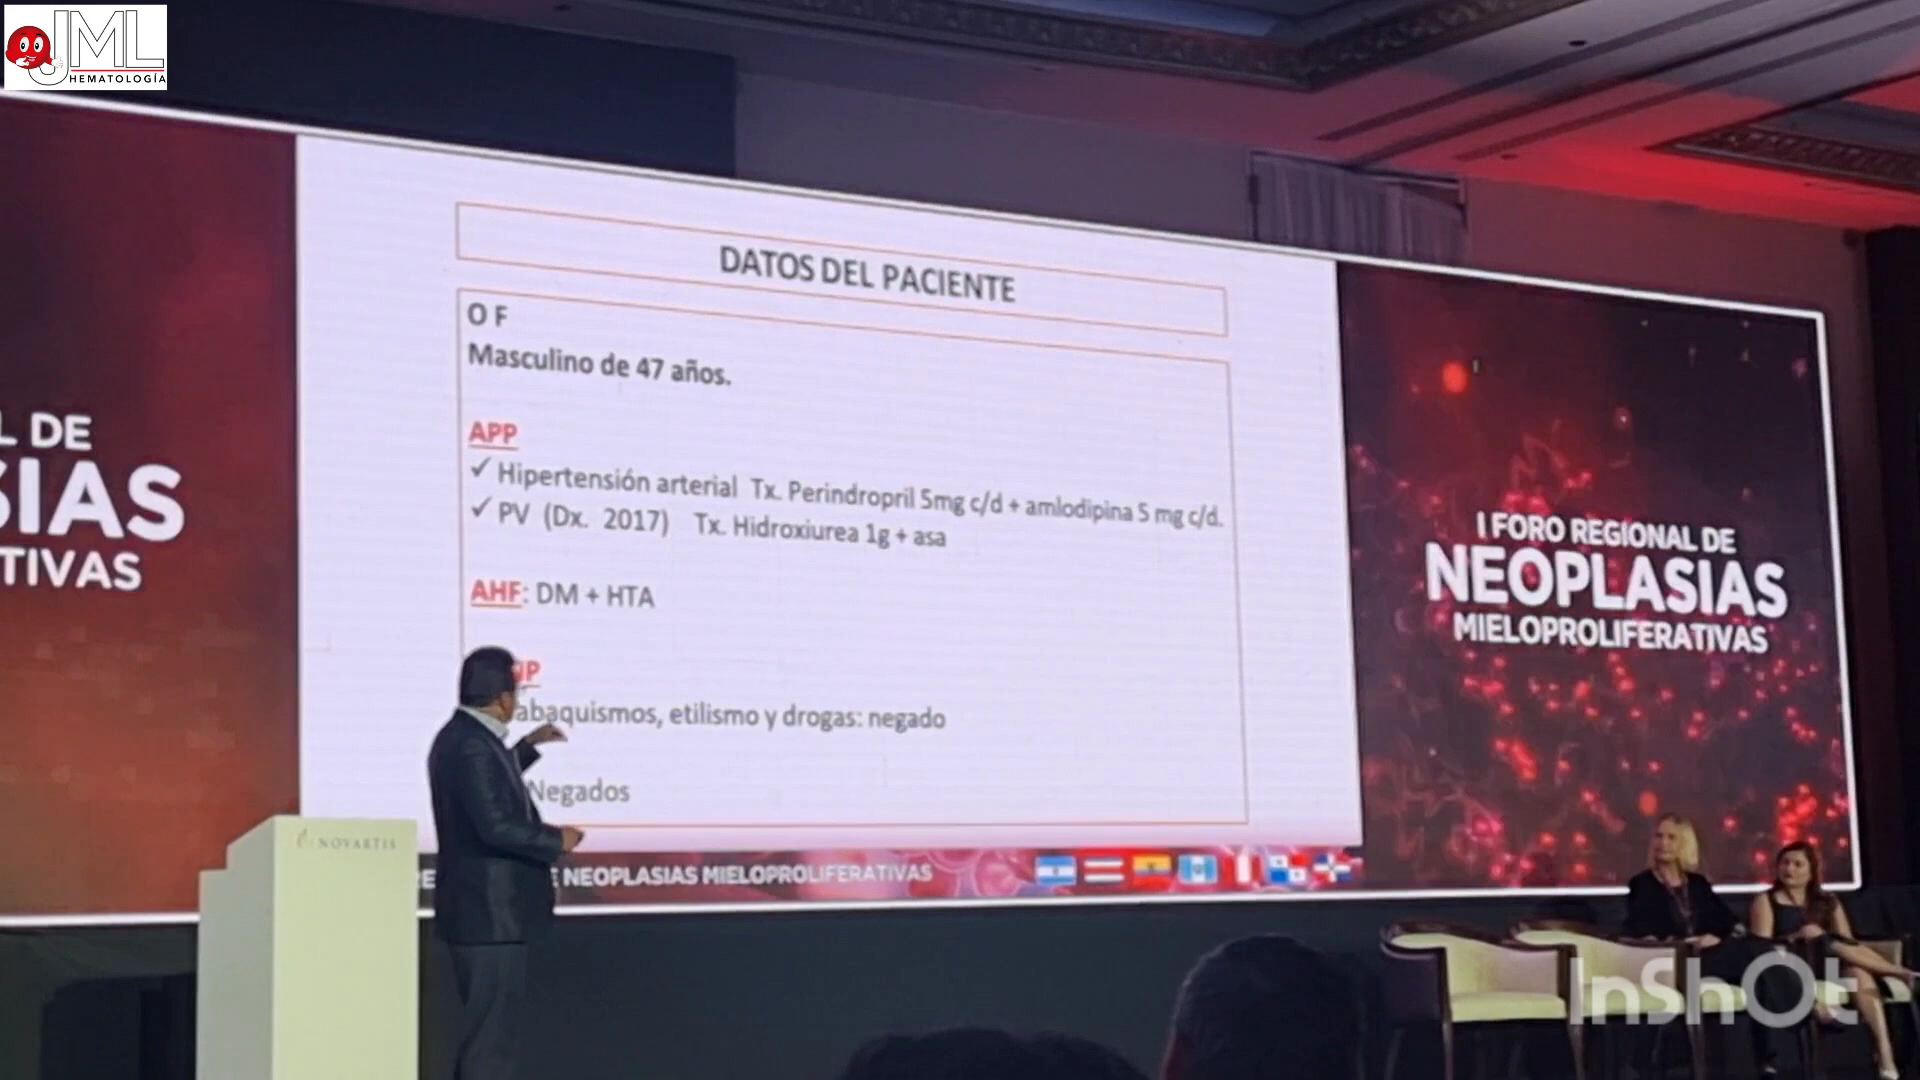 JML
HEMATOLOGÍA
DATOS DEL PACIENTE
O F
Masculino de 47 años.
APP
✓ Hipertensión arterial Tx. Perindropril 5mg c/d + amlodipina 5 mg c/d.
✓ PV (Dx. 2017) Tx. Hidroxiurea 1g + asa
AHF: DM + HTA
abaquismos, etilismo y drogas: negado
Negados
NEOPLASIAS MIELOPROLIFERATIVAS
L DE
SIAS
TIVAS
I FORO REGIONAL DE
NEOPLASIAS
MIELOPROLIFERATIVAS
NOVARTIS
InShOt